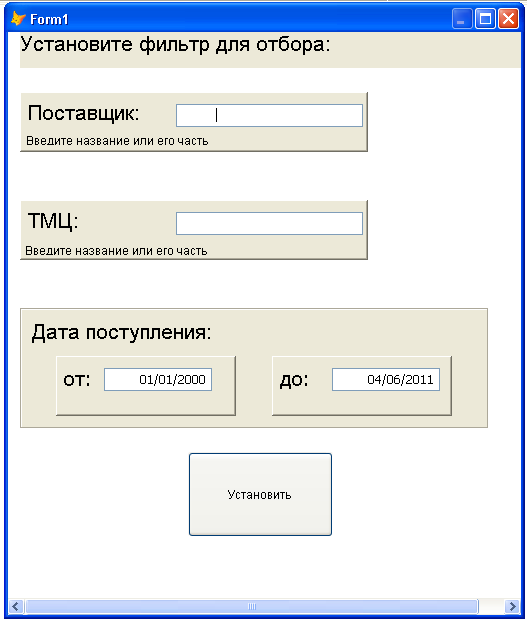 Form1
Установите фильтр для отбора:
Поставщик:
Введите название или его часть
ТМЦ:
Введите название или его часть
Дата поступления:
от: 01/01/2000 до: 04/06/2011
Установить